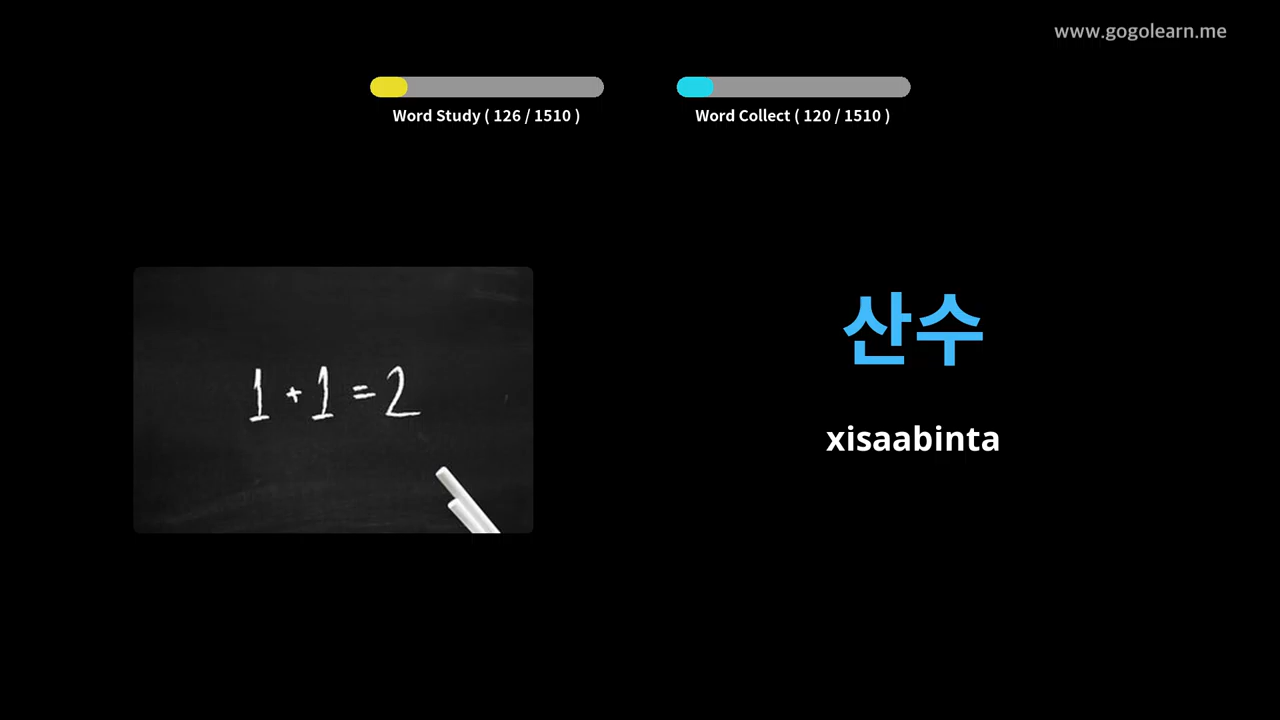 www.gogolearn.me
Word Study ( 126 / 1510 )
Word Collect ( 120 / 1510 )
1 + 1 = 2
산수
xisaabinta